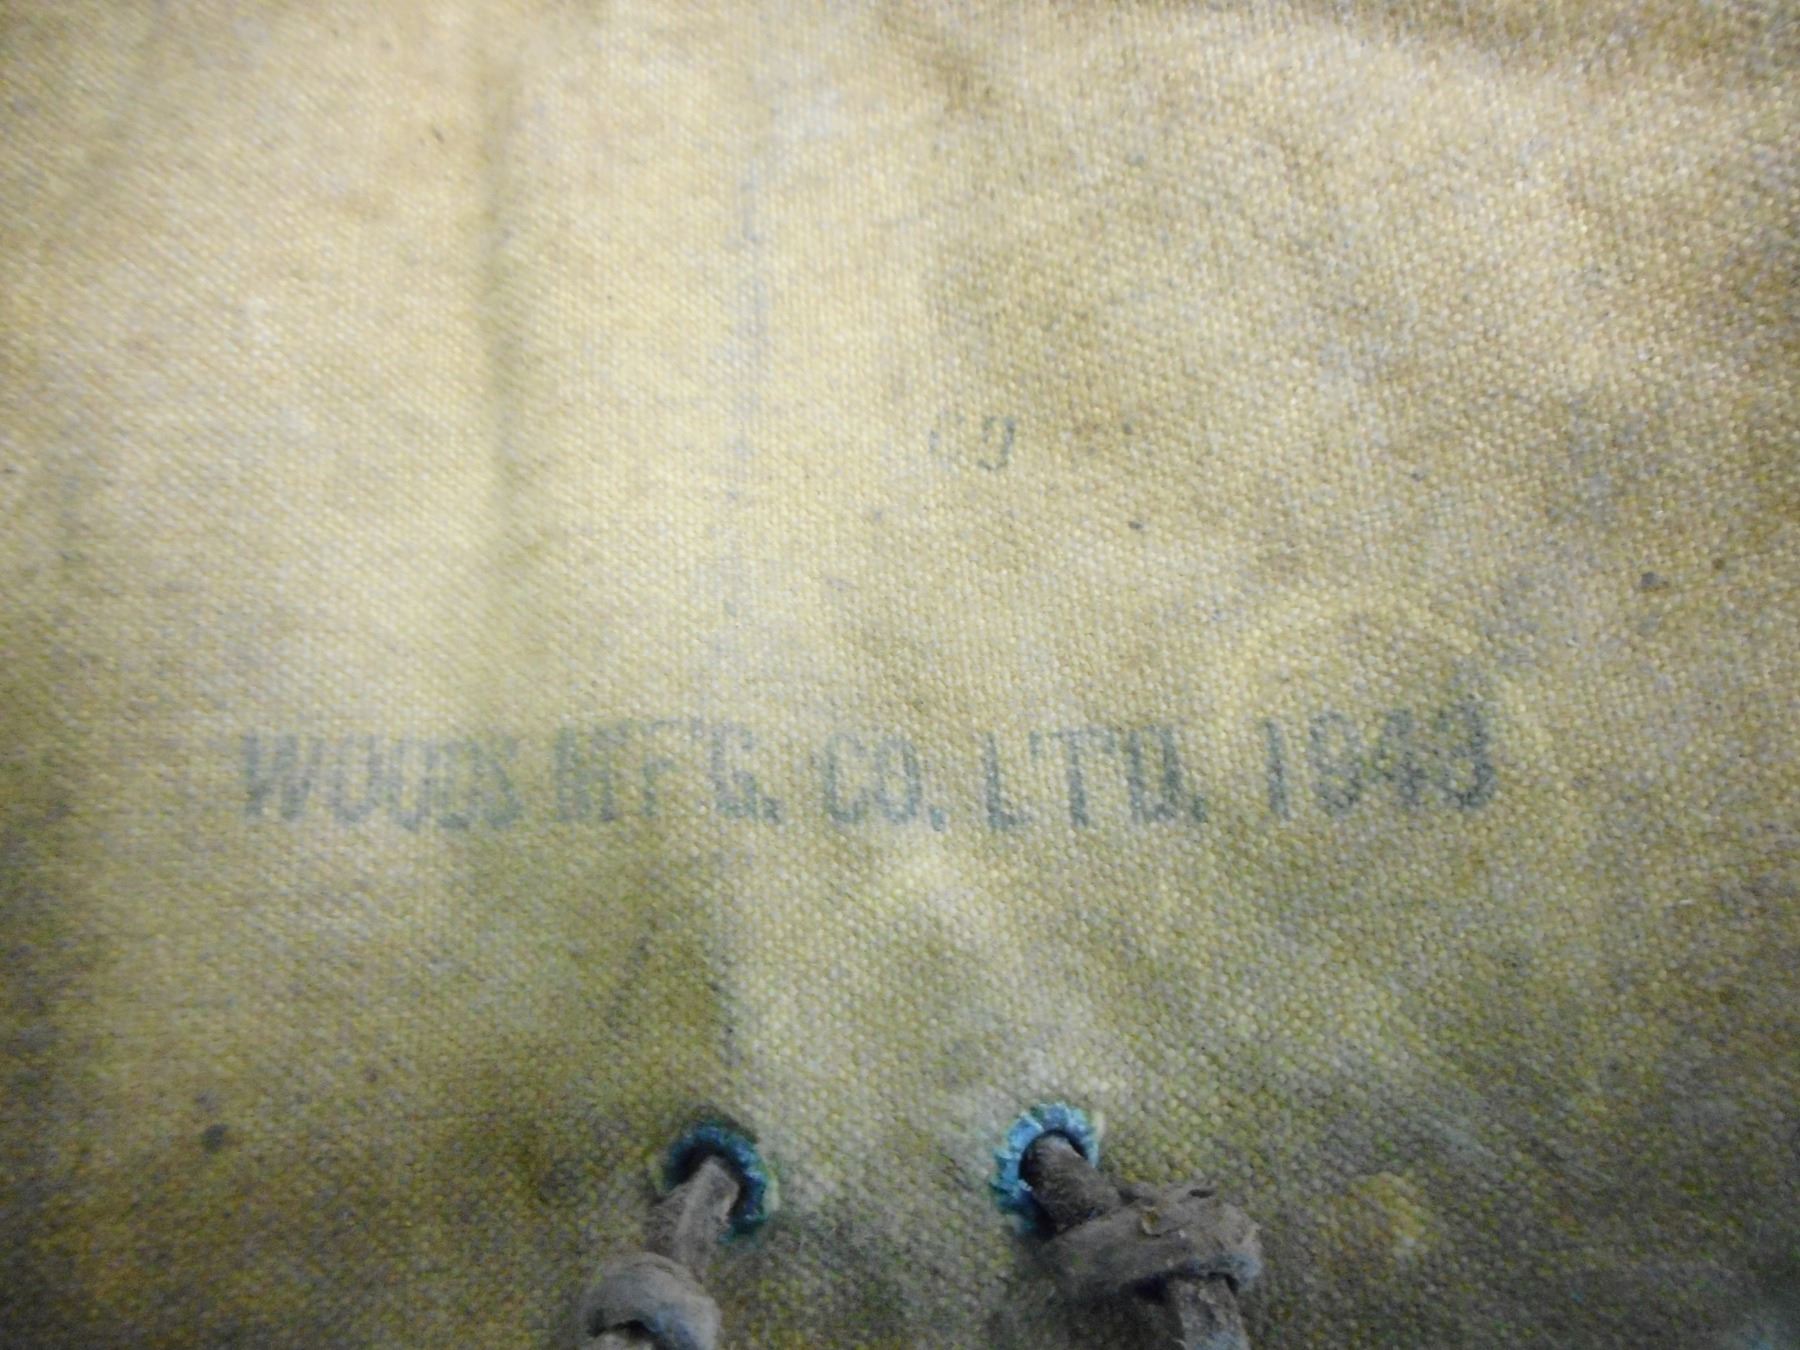 WOODS MFG. CO. LTD. 1943